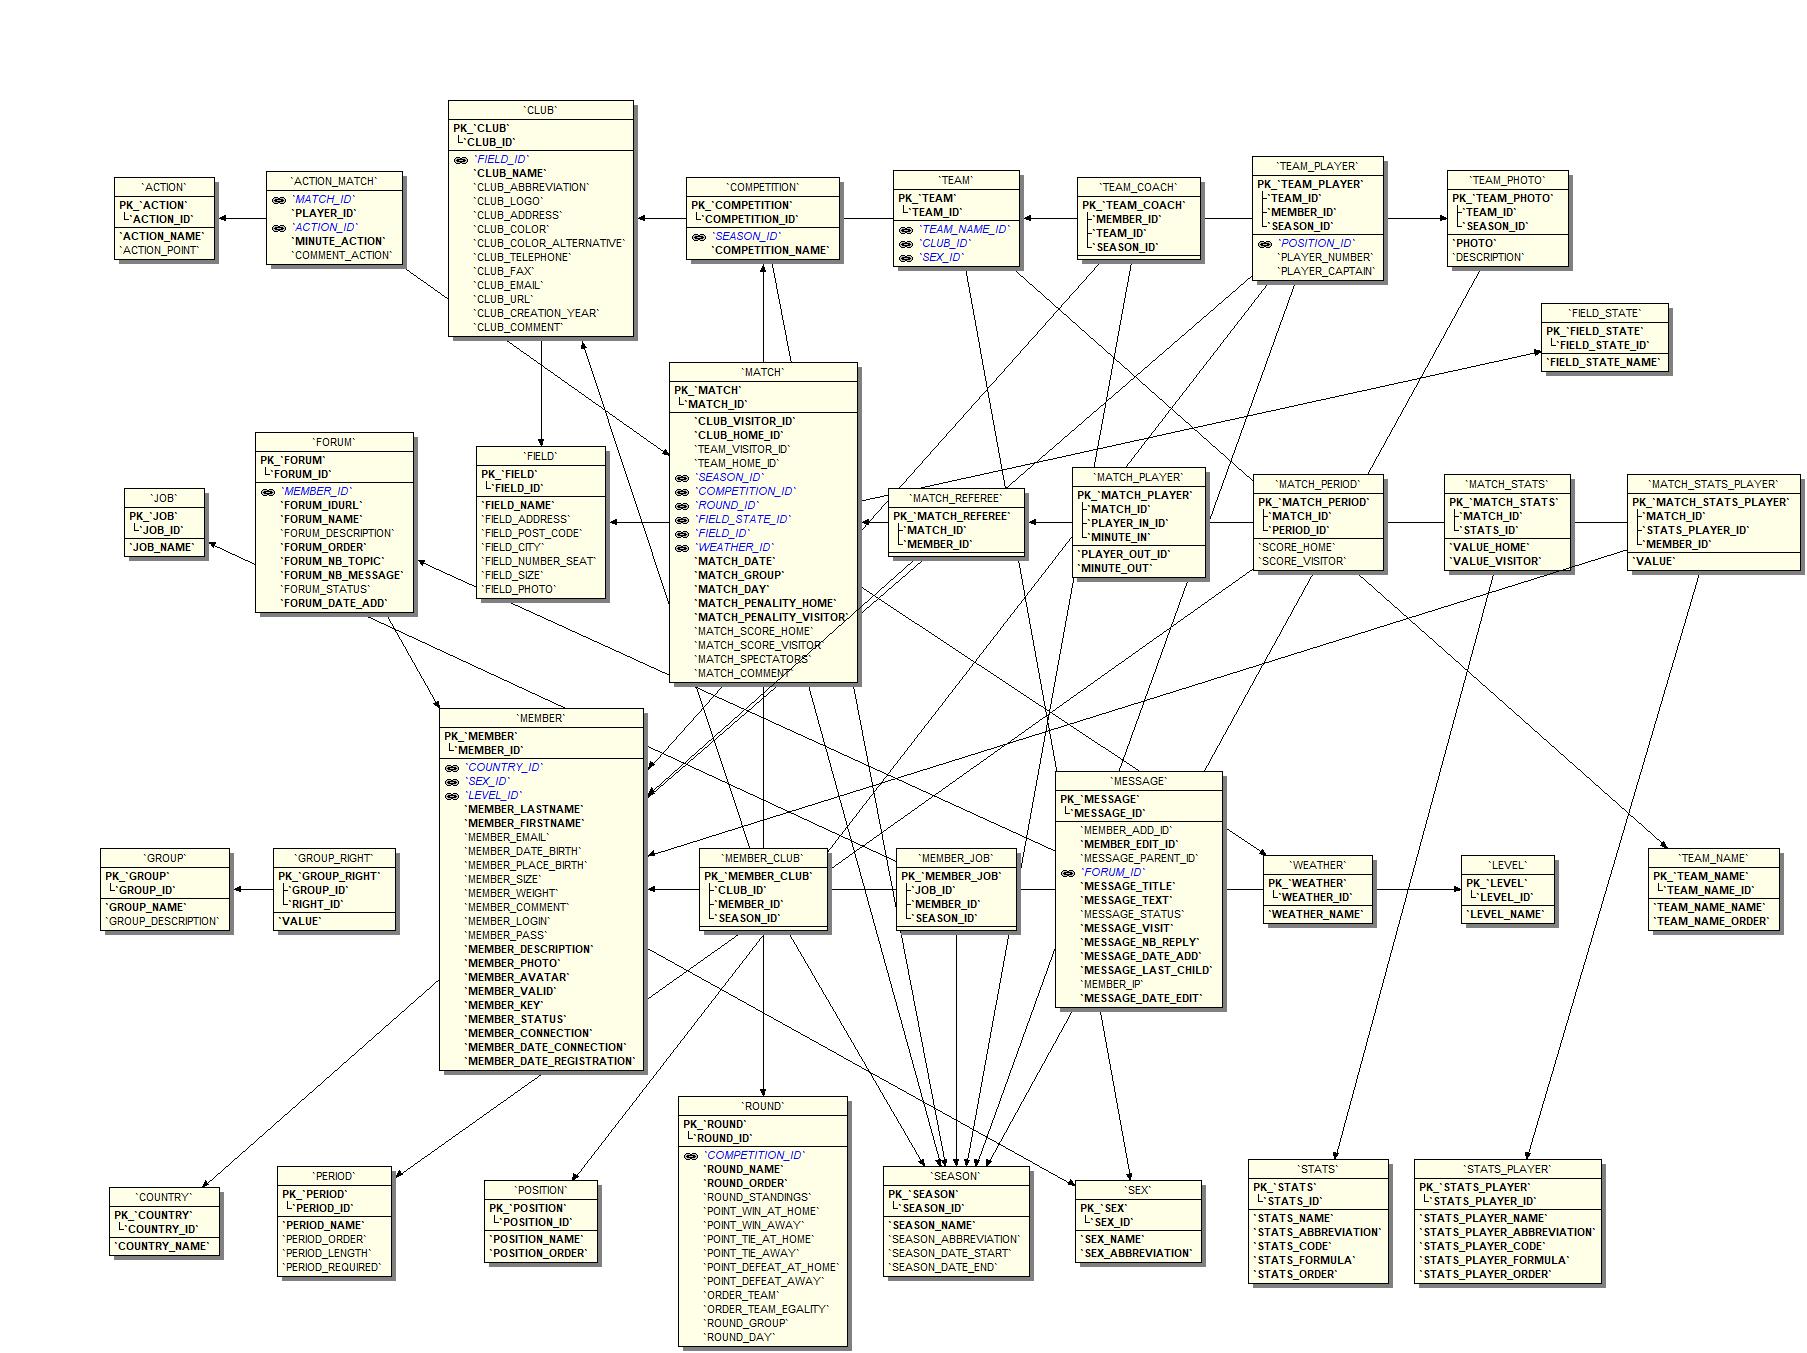 `CLUB`
PK_`CLUB`
`CLUB_ID`
`FIELD_ID`
`CLUB_NAME`
`CLUB_ABBREVIATION`
`CLUB_LOGO`
`CLUB_ADDRESS`
`CLUB_COLOR`
`CLUB_COLOR_ALTERNATIVE`
`CLUB_TELEPHONE`
`CLUB_FAX`
`CLUB_EMAIL`
`CLUB_URL`
`CLUB_CREATION_YEAR`
`CLUB_COMMENT`
`ACTION`
PK_`ACTION`
`ACTION_ID`
`ACTION_NAME`
`ACTION_POINT`
`ACTION_MATCH`
`MATCH_ID`
`PLAYER_ID`
`ACTION_ID`
`MINUTE_ACTION`
`COMMENT_ACTION`
`COMPETITION`
PK_`COMPETITION`
`COMPETITION_ID`
`SEASON_ID`
`COMPETITION_NAME`
`TEAM`
PK_`TEAM`
`TEAM_ID`
`TEAM_NAME_ID`
`CLUB_ID`
`SEX_ID`
`TEAM_COACH`
PK_`TEAM_COACH`
`MEMBER_ID`
`TEAM_ID`
`SEASON_ID`
`TEAM_PLAYER`
PK_`TEAM_PLAYER`
`TEAM_ID`
`MEMBER_ID`
`SEASON_ID`
`POSITION_ID`
`PLAYER_NUMBER`
`PLAYER_CAPTAIN`
`TEAM_PHOTO`
PK_`TEAM_PHOTO`
`TEAM_ID`
`SEASON_ID`
`PHOTO`
`DESCRIPTION`
`FIELD_STATE`
PK_`FIELD_STATE`
`FIELD_STATE_ID`
`FIELD_STATE_NAME`
`JOB`
PK_`JOB`
`JOB_ID`
`JOB_NAME`
`FORUM`
PK_`FORUM`
`FORUM_ID`
`MEMBER_ID`
`FORUM_IDURL`
`FORUM_NAME`
`FORUM_DESCRIPTION`
`FORUM_ORDER`
`FORUM_NB_TOPIC`
`FORUM_NB_MESSAGE`
`FORUM_STATUS`
`FORUM_DATE_ADD`
`FIELD`
PK_`FIELD`
`FIELD_ID`
`FIELD_NAME`
`FIELD_ADDRESS`
`FIELD_POST_CODE`
`FIELD_CITY`
`FIELD_NUMBER_SEAT`
`FIELD_SIZE`
`FIELD_PHOTO`
`MATCH`
PK_`MATCH`
`MATCH_ID`
`CLUB_VISITOR_ID`
`CLUB_HOME_ID`
`TEAM_VISITOR_ID`
`TEAM_HOME_ID`
`SEASON_ID`
`COMPETITION_ID`
`ROUND_ID`
`FIELD_STATE_ID`
`FIELD_ID`
`WEATHER_ID`
`MATCH_DATE`
`MATCH_GROUP`
`MATCH_DAY`
`MATCH_PENALITY_HOME`
`MATCH_PENALITY_VISITOR`
`MATCH_SCORE_HOME`
`MATCH_SCORE_VISITOR`
`MATCH_SPECTATORS`
`MATCH_COMMENT`
`MATCH_REFEREE`
PK_`MATCH_REFEREE`
`MATCH_ID`
`MEMBER_ID`
`MATCH_PLAYER`
PK_`MATCH_PLAYER`
`MATCH_ID`
`PLAYER_IN_ID`
`MINUTE_IN`
`PLAYER_OUT_ID`
`MINUTE_OUT`
`MATCH_PERIOD`
PK_`MATCH_PERIOD`
`MATCH_ID`
`PERIOD_ID`
`SCORE_HOME`
`SCORE_VISITOR`
`MATCH_STATS`
PK_`MATCH_STATS`
`MATCH_ID`
`STATS_ID`
`VALUE_HOME`
`VALUE_VISITOR`
`MATCH_STATS_PLAYER`
PK_`MATCH_STATS_PLAYER`
`MATCH_ID`
`STATS_PLAYER_ID`
`MEMBER_ID`
`VALUE`
`GROUP`
PK_`GROUP`
`GROUP_ID`
`GROUP_NAME`
`GROUP_DESCRIPTION`
`GROUP_RIGHT`
PK_`GROUP_RIGHT`
`GROUP_ID`
`RIGHT_ID`
`VALUE`
`MEMBER`
PK_`MEMBER`
`MEMBER_ID`
`COUNTRY_ID`
`SEX_ID`
`LEVEL_ID`
`MEMBER_LASTNAME`
`MEMBER_FIRSTNAME`
`MEMBER_EMAIL`
`MEMBER_DATE_BIRTH`
`MEMBER_PLACE_BIRTH`
`MEMBER_SIZE`
`MEMBER_WEIGHT`
`MEMBER_COMMENT`
`MEMBER_LOGIN`
`MEMBER_PASS`
`MEMBER_DESCRIPTION`
`MEMBER_PHOTO`
`MEMBER_AVATAR`
`MEMBER_VALID`
`MEMBER_KEY`
`MEMBER_STATUS`
`MEMBER_CONNECTION`
`MEMBER_DATE_CONNECTION`
`MEMBER_DATE_REGISTRATION`
`MEMBER_CLUB`
PK_`MEMBER_CLUB`
`CLUB_ID`
`MEMBER_ID`
`SEASON_ID`
`MEMBER_JOB`
PK_`MEMBER_JOB`
`JOB_ID`
`MEMBER_ID`
`SEASON_ID`
`MESSAGE`
PK_`MESSAGE`
`MESSAGE_ID`
`MEMBER_ADD_ID`
`MEMBER_EDIT_ID`
`MESSAGE_PARENT_ID`
`FORUM_ID`
`MESSAGE_TITLE`
`MESSAGE_TEXT`
`MESSAGE_STATUS`
`MESSAGE_VISIT`
`MESSAGE_NB_REPLY`
`MESSAGE_DATE_ADD`
`MESSAGE_LAST_CHILD`
`MEMBER_IP`
`MESSAGE_DATE_EDIT`
`WEATHER`
PK_`WEATHER`
`WEATHER_ID`
`WEATHER_NAME`
`LEVEL`
PK_`LEVEL`
`LEVEL_ID`
`LEVEL_NAME`
`TEAM_NAME`
PK_`TEAM_NAME`
`TEAM_NAME_ID`
`TEAM_NAME_NAME`
`TEAM_NAME_ORDER`
`COUNTRY`
PK_`COUNTRY`
`COUNTRY_ID`
`COUNTRY_NAME`
`PERIOD`
PK_`PERIOD`
`PERIOD_ID`
`PERIOD_NAME`
`PERIOD_ORDER`
`PERIOD_LENGTH`
`PERIOD_REQUIRED`
`POSITION`
PK_`POSITION`
`POSITION_ID`
`POSITION_NAME`
`POSITION_ORDER`
`ROUND`
PK_`ROUND`
`ROUND_ID`
`COMPETITION_ID`
`ROUND_NAME`
`ROUND_ORDER`
`ROUND_STANDINGS`
`POINT_WIN_AT_HOME`
`POINT_WIN_AWAY`
`POINT_TIE_AT_HOME`
`POINT_TIE_AWAY`
`POINT_DEFEAT_AT_HOME`
`POINT_DEFEAT_AWAY`
`ORDER_TEAM`
`ORDER_TEAM_EGALITY`
`ROUND_GROUP`
`ROUND_DAY`
`SEASON`
PK_`SEASON`
`SEASON_ID`
`SEASON_NAME`
`SEASON_ABBREVIATION`
`SEASON_DATE_START`
`SEASON_DATE_END`
`SEX`
PK_`SEX`
`SEX_ID`
`SEX_NAME`
`SEX_ABBREVIATION`
`STATS`
PK_`STATS`
`STATS_ID`
`STATS_NAME`
`STATS_ABBREVIATION`
`STATS_CODE`
`STATS_FORMULA`
`STATS_ORDER`
`STATS_PLAYER`
PK_`STATS_PLAYER`
`STATS_PLAYER_ID`
`STATS_PLAYER_NAME`
`STATS_PLAYER_ABBREVIATION`
`STATS_PLAYER_CODE`
`STATS_PLAYER_FORMULA`
`STATS_PLAYER_ORDER`